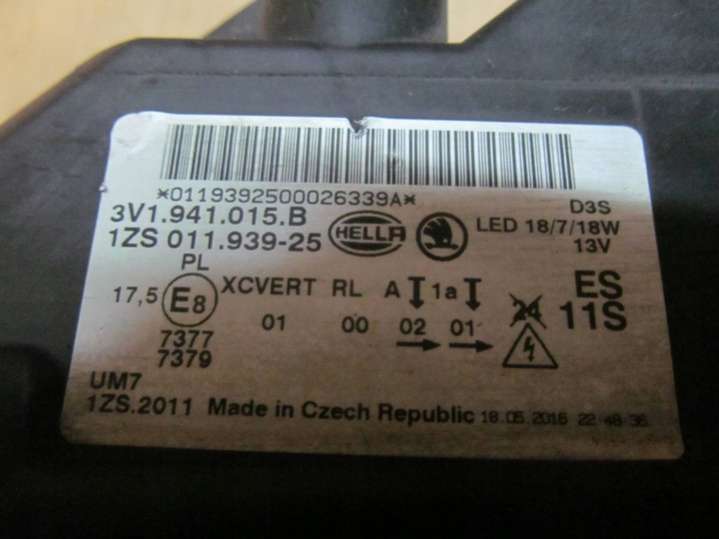 *0119392500026339A*
3V1.941.015.B
1ZS 011.939-25
HELLA
D3S
LED 18/7/18W
13V
PL
17,5 E8 XCVERT RL A 1a ES
01 00 02 01 24 11S
7377
7379
UM7
1ZS.2011 Made in Czech Republic 18.05.2016 22:48:36